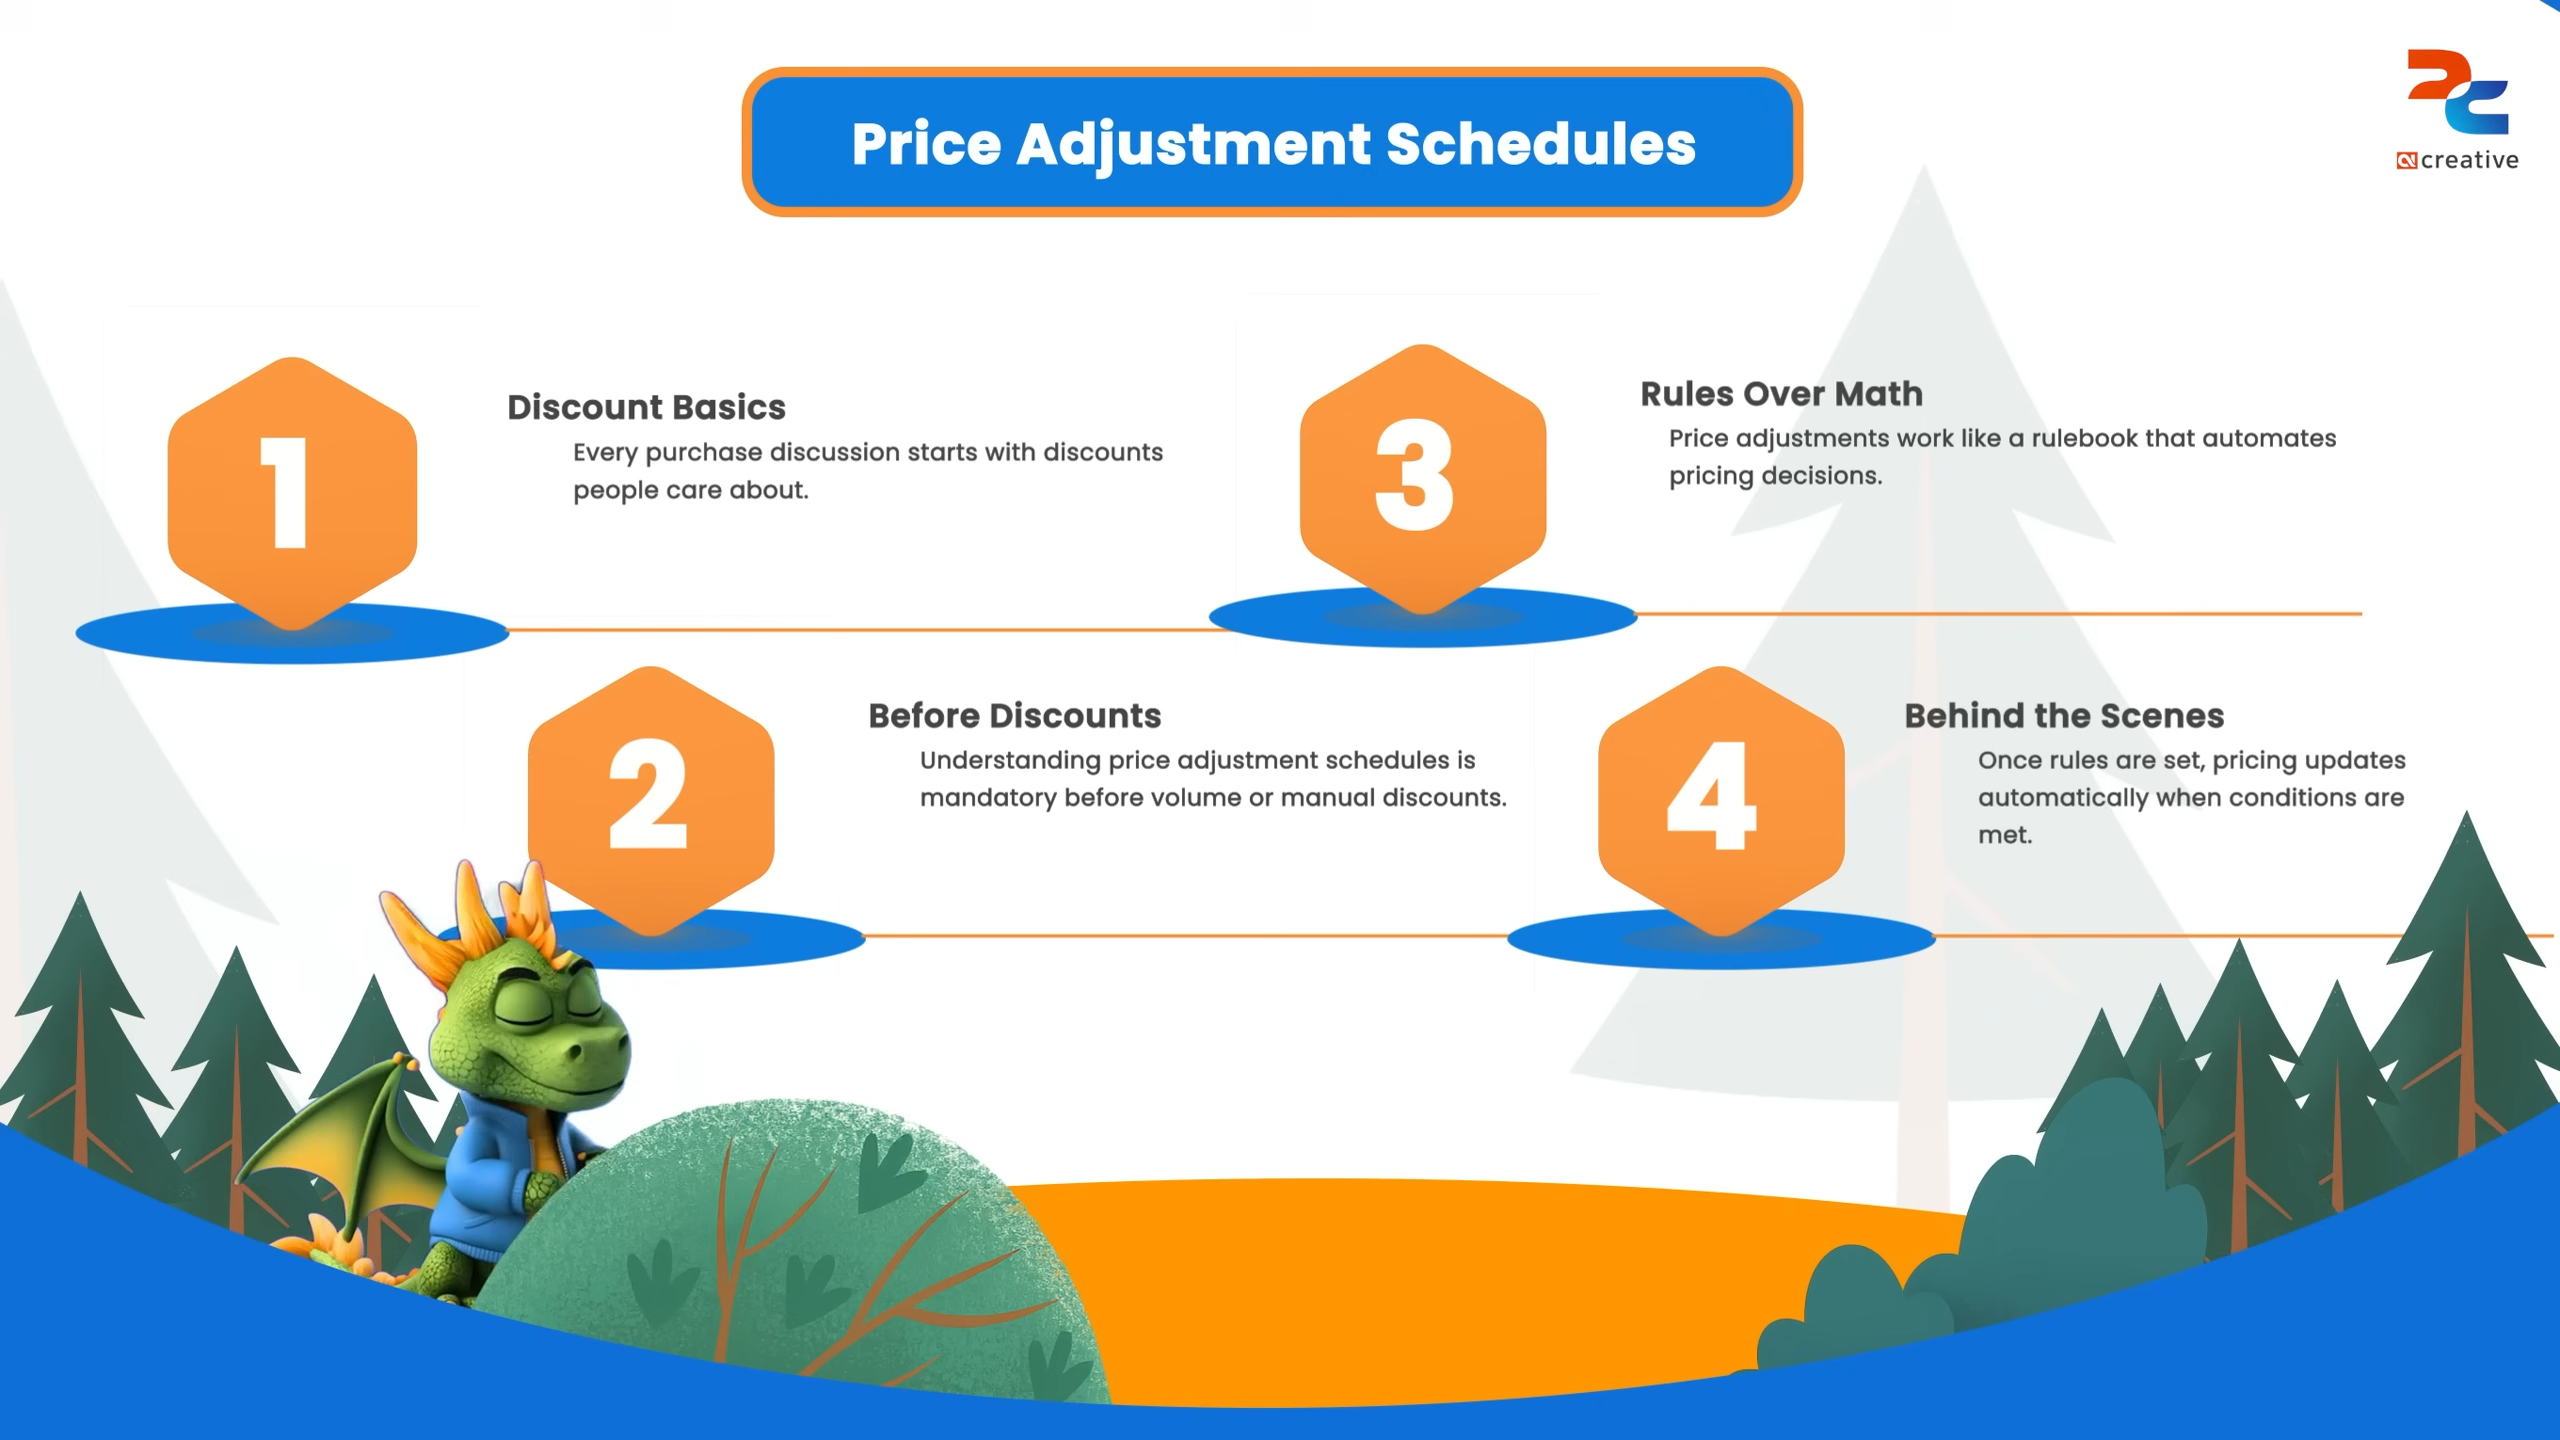 Price Adjustment Schedules
creative
1
Discount Basics
Every purchase discussion starts with discounts
people care about.
2
Before Discounts
Understanding price adjustment schedules is
mandatory before volume or manual discounts.
3
Rules Over Math
Price adjustments work like a rulebook that automates
pricing decisions.
4
Behind the Scenes
Once rules are set, pricing updates
automatically when conditions are
met.